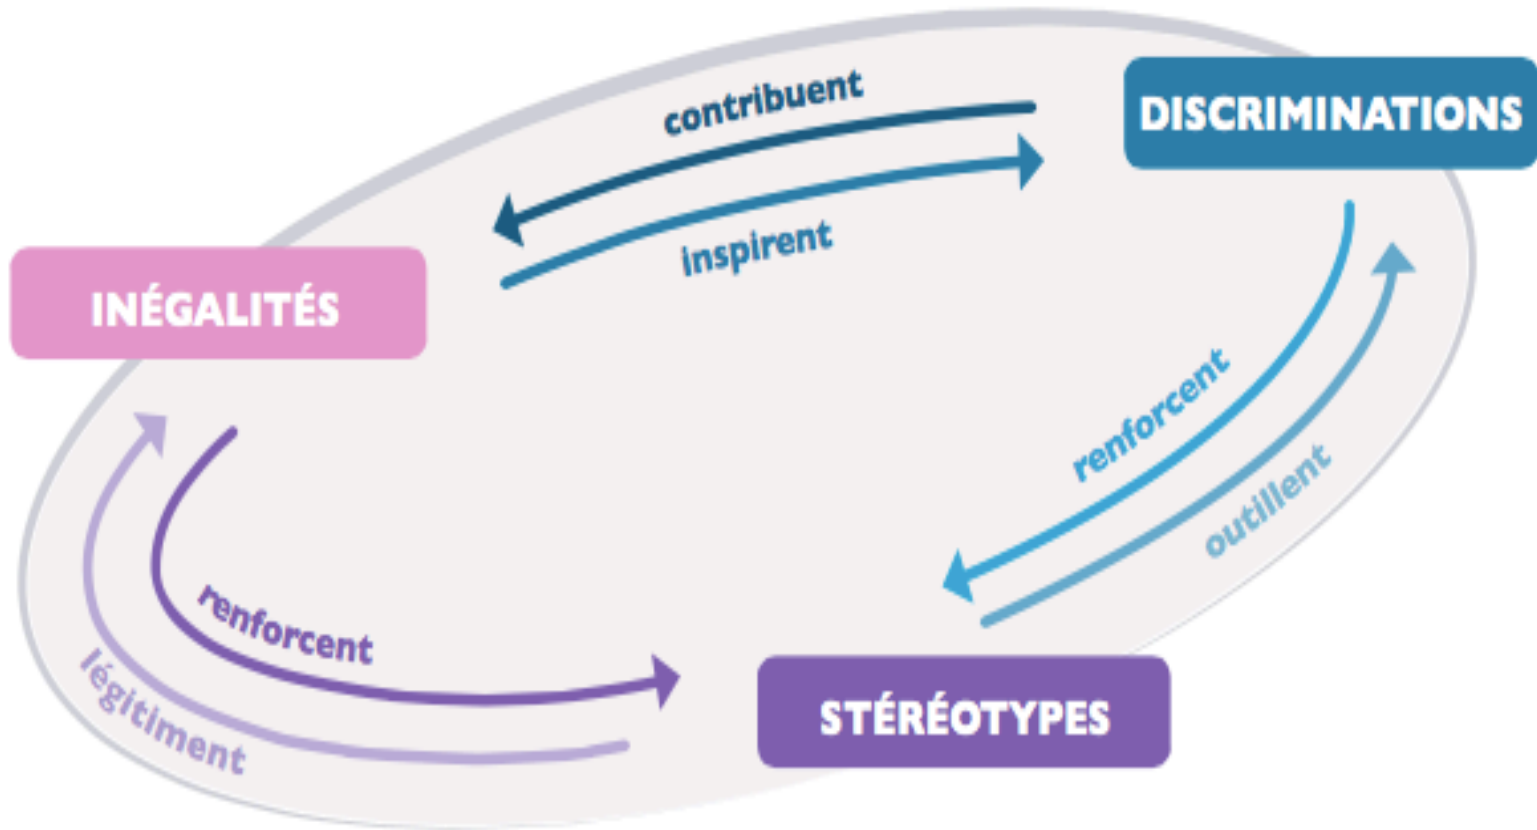 contribuent
DISCRIMINATIONS
inspirent
INÉGALITÉS
renforcent
outillent
renforcent
légitiment
STÉRÉOTYPES